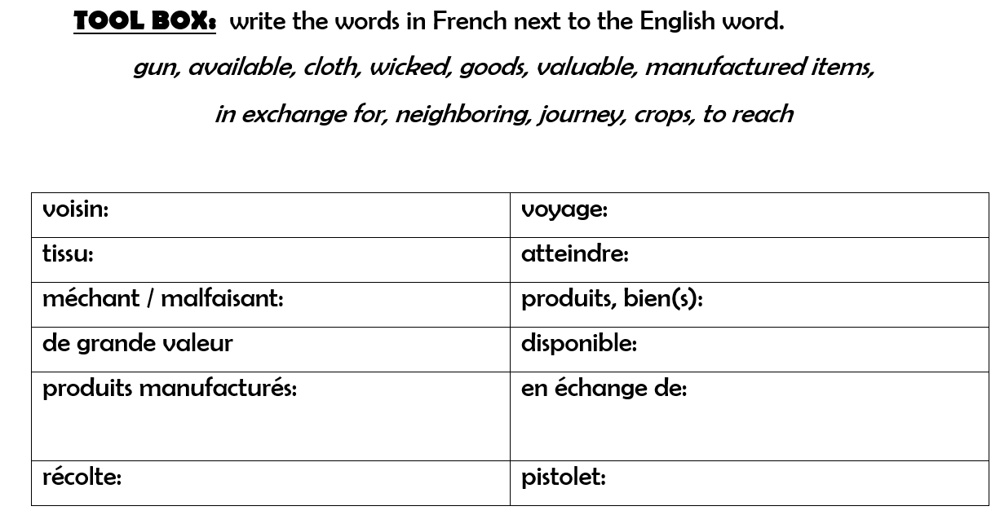 TOOL BOX: write the words in French next to the English word.
gun, available, cloth, wicked, goods, valuable, manufactured items,
in exchange for, neighboring, journey, crops, to reach
voisin:
voyage:
tissu:
atteindre:
méchant / malfaisant:
produits, bien(s):
de grande valeur
disponible:
produits manufacturés:
en échange de:
récolte:
pistolet: